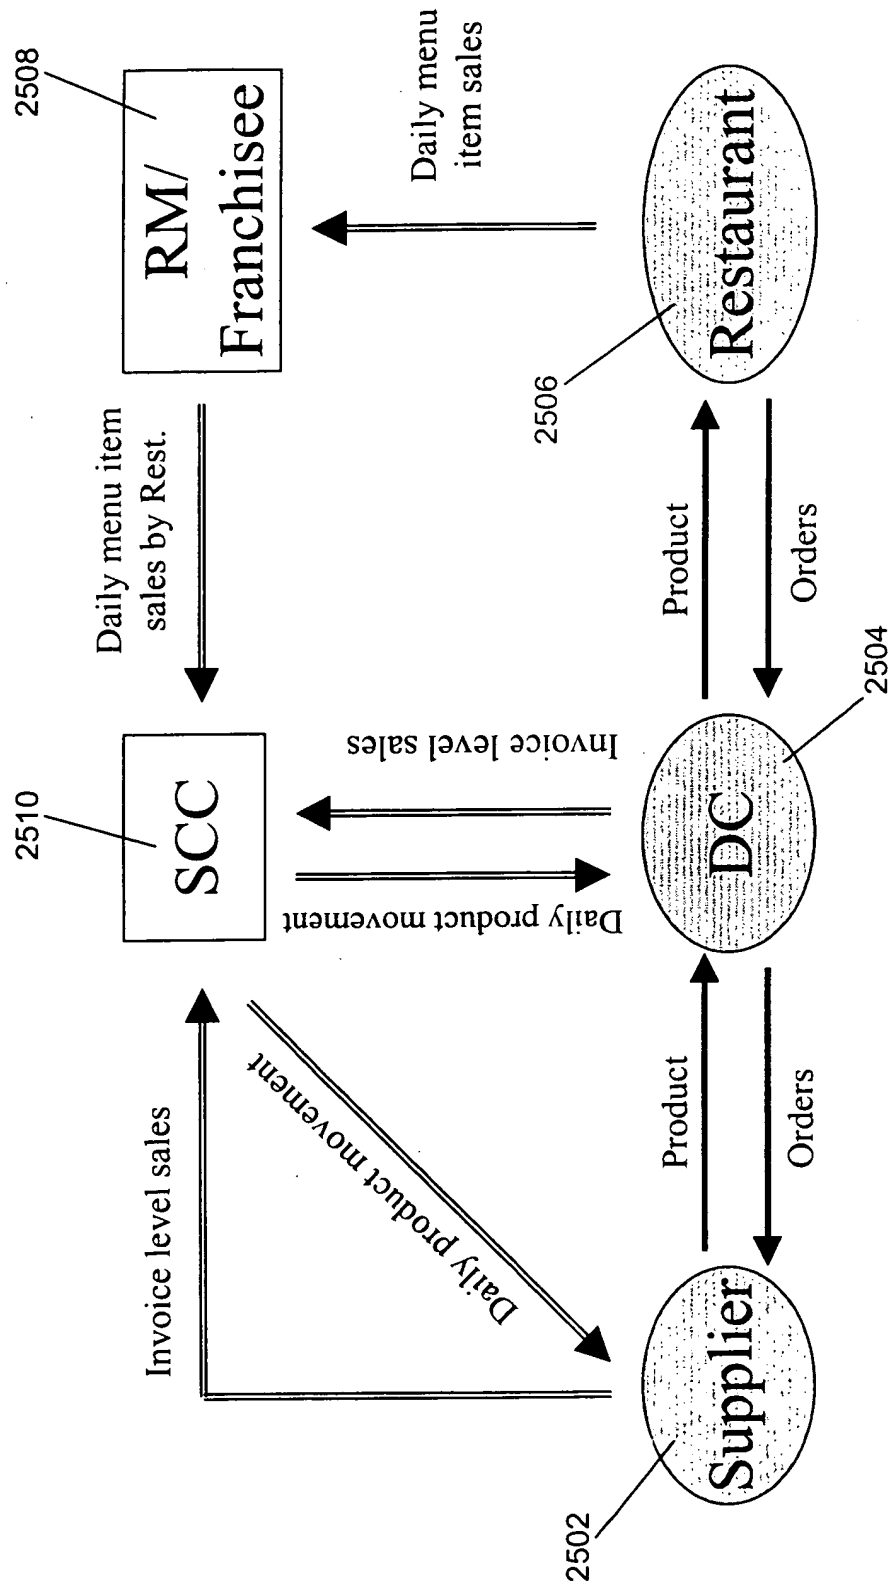 2510
2508
SCC
RM/
Franchisee
Daily menu item
sales by Rest.
Invoice level sales
Daily product movement
Daily product movement
Invoice level sales
Daily menu
item sales
2502
Supplier
Product
Orders
DC
2504
Product
Orders
2506
Restaurant